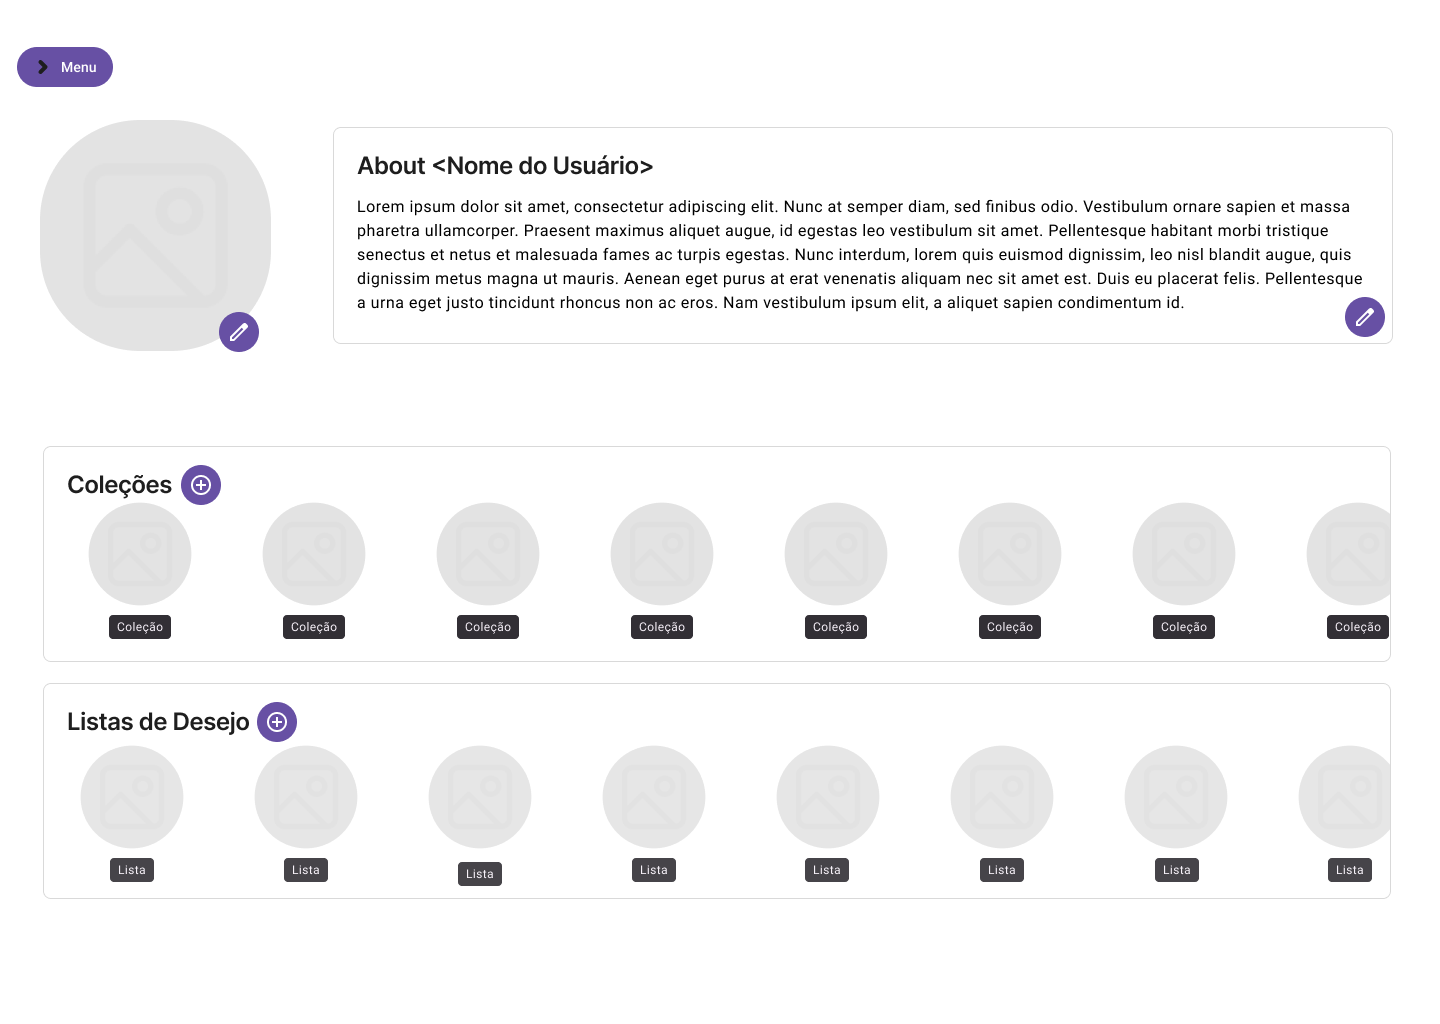 Menu
About <Nome do Usuário>
Lorem ipsum dolor sit amet, consectetur adipiscing elit. Nunc at semper diam, sed finibus odio. Vestibulum ornare sapien et massa
pharetra ullamcorper. Praesent maximus aliquet augue, id egestas leo vestibulum sit amet. Pellentesque habitant morbi tristique
senectus et netus et malesuada fames ac turpis egestas. Nunc interdum, lorem quis euismod dignissim, leo nisl blandit augue, quis
dignissim metus magna ut mauris. Aenean eget purus at erat venenatis aliquam nec sit amet est. Duis eu placerat felis. Pellentesque
a urna eget justo tincidunt rhoncus non ac eros. Nam vestibulum ipsum elit, a aliquet sapien condimentum id.
Coleções
Coleção Coleção Coleção Coleção Coleção Coleção Coleção Coleção
Listas de Desejo
Lista Lista Lista Lista Lista Lista Lista Lista